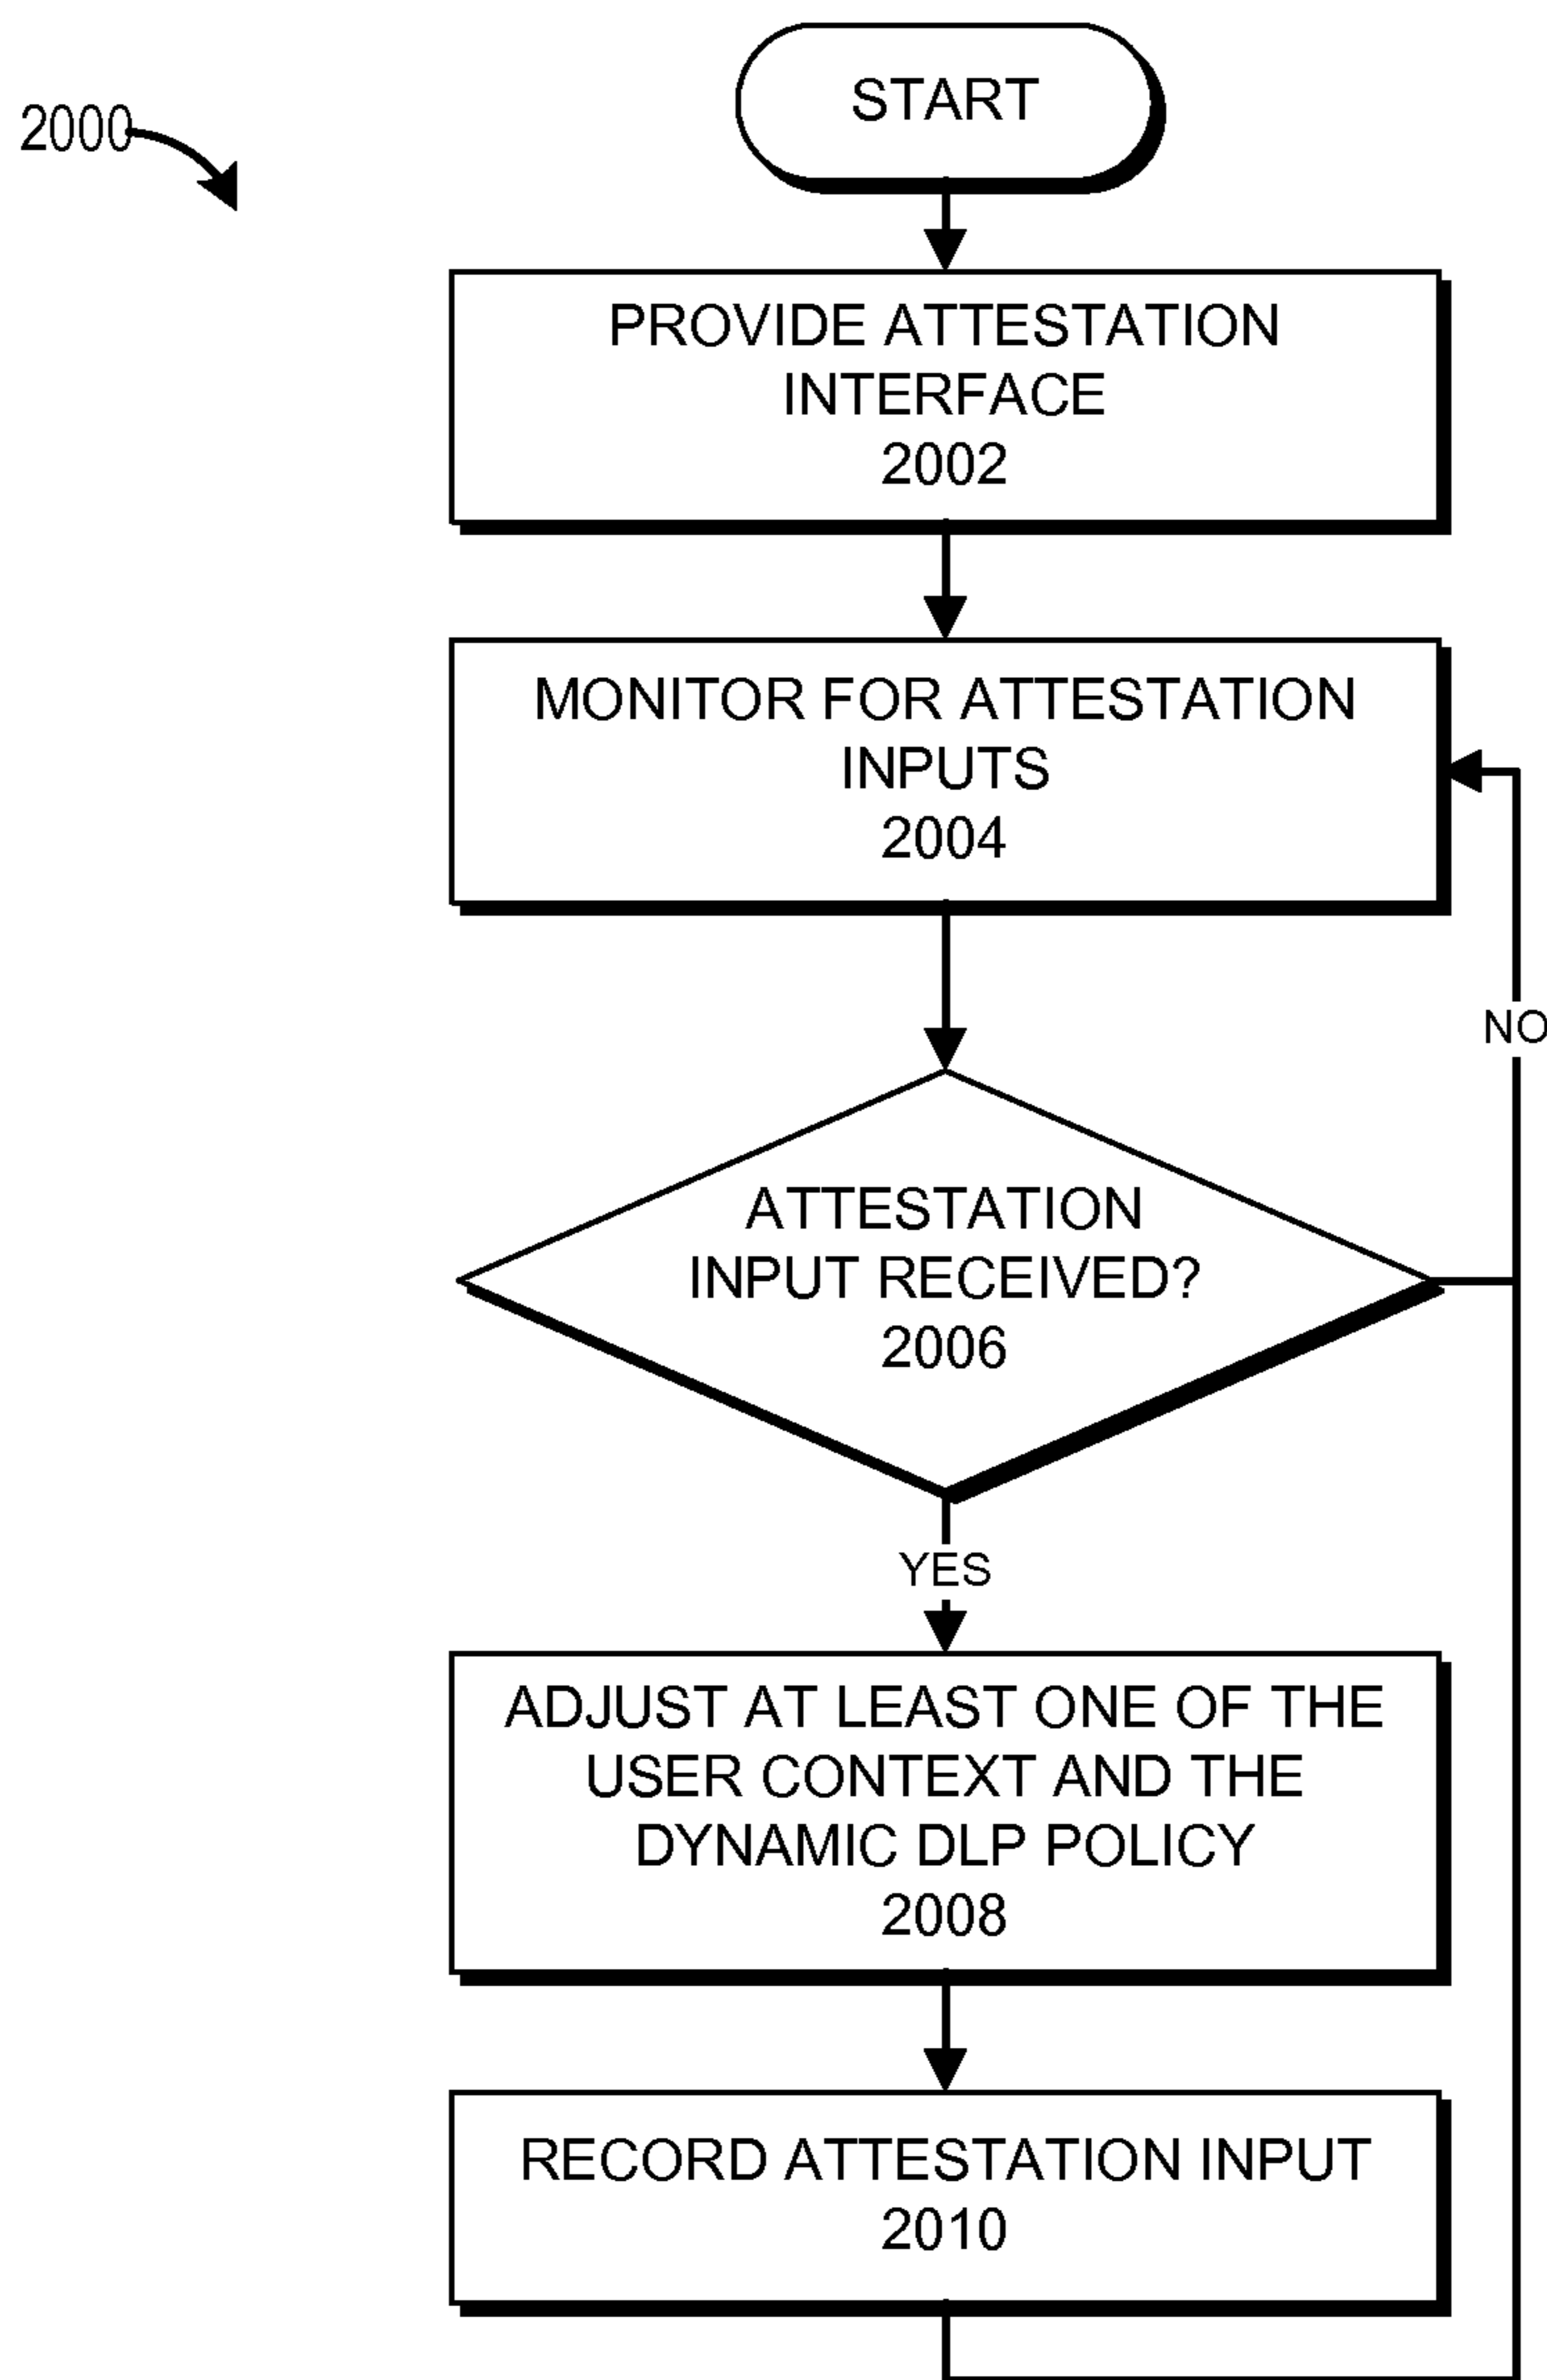 2000
START
PROVIDE ATTESTATION
INTERFACE
2002
MONITOR FOR ATTESTATION
INPUTS
2004
NO
ATTESTATION
INPUT RECEIVED?
2006
YES
ADJUST AT LEAST ONE OF THE
USER CONTEXT AND THE
DYNAMIC DLP POLICY
2008
RECORD ATTESTATION INPUT
2010